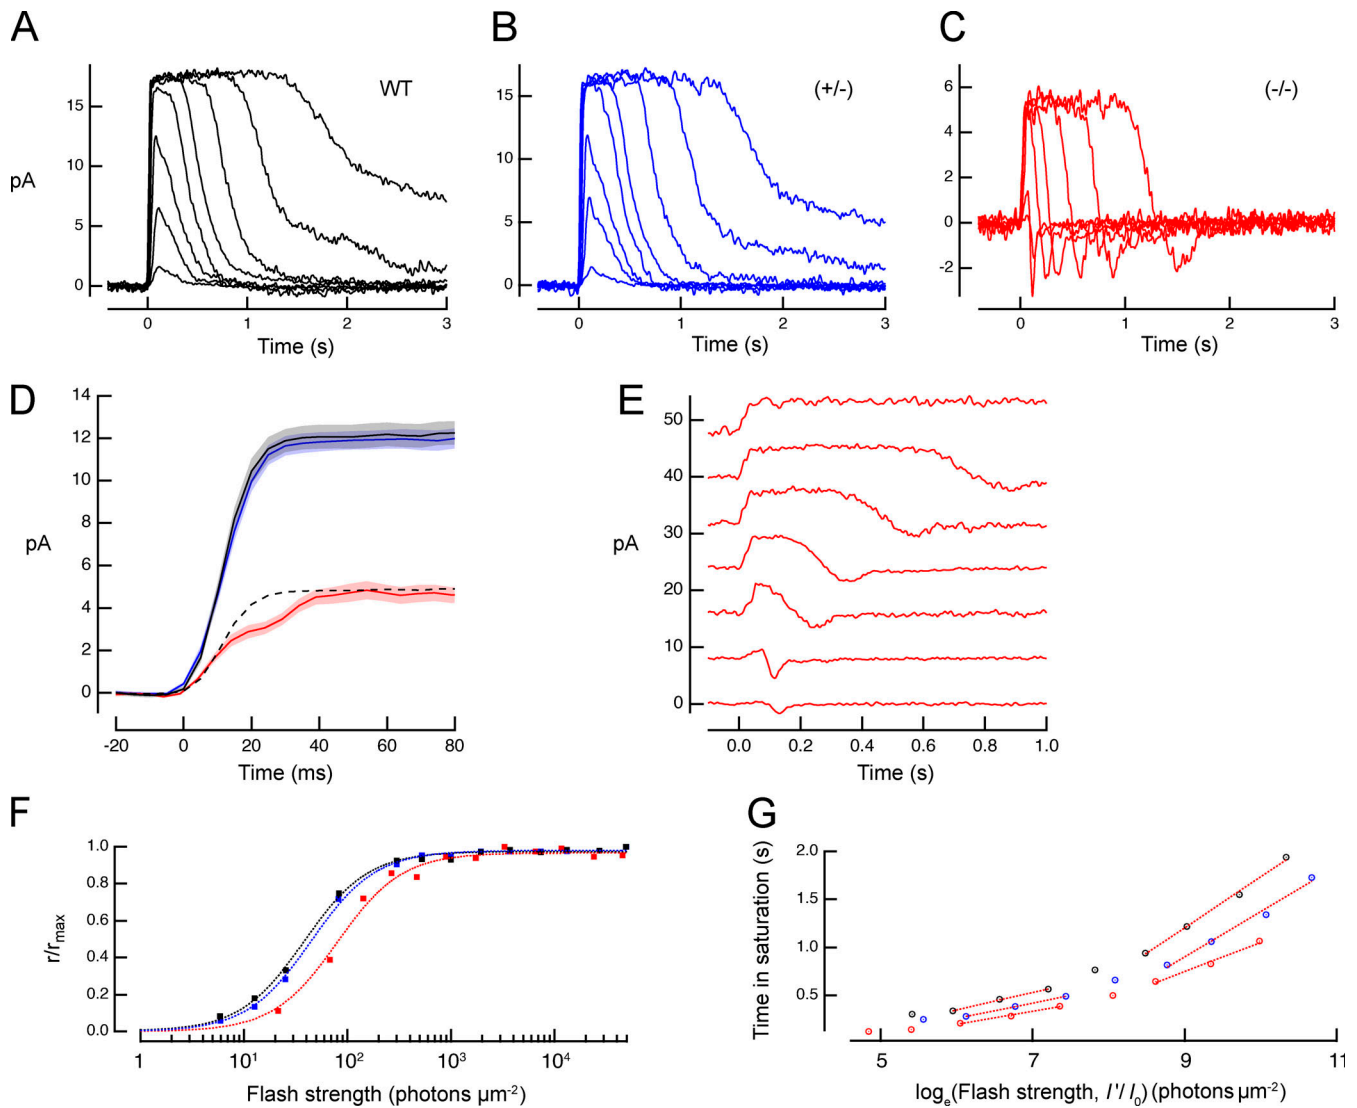 A
WT
15
10
pA
5
0
0 1 2 3
Time (s)
B
(+/-)
15
10
5
0
0 1 2 3
Time (s)
C
(-/-)
6
4
2
0
-2
0 1 2 3
Time (s)
D
14
12
10
8
pA
6
4
2
0
-20 0 20 40 60 80
Time (ms)
E
50
40
30
pA
20
10
0
0.0 0.2 0.4 0.6 0.8 1.0
Time (s)
F
1.0
0.8
0.6
r/rmax
0.4
0.2
0.0
1 10¹ 10² 10³ 10⁴
Flash strength (photons µm⁻²)
G
2.0
1.5
1.0
0.5
Time in saturation (s)
5 7 9 11
logₑ(Flash strength, I'/I₀) (photons µm⁻²)